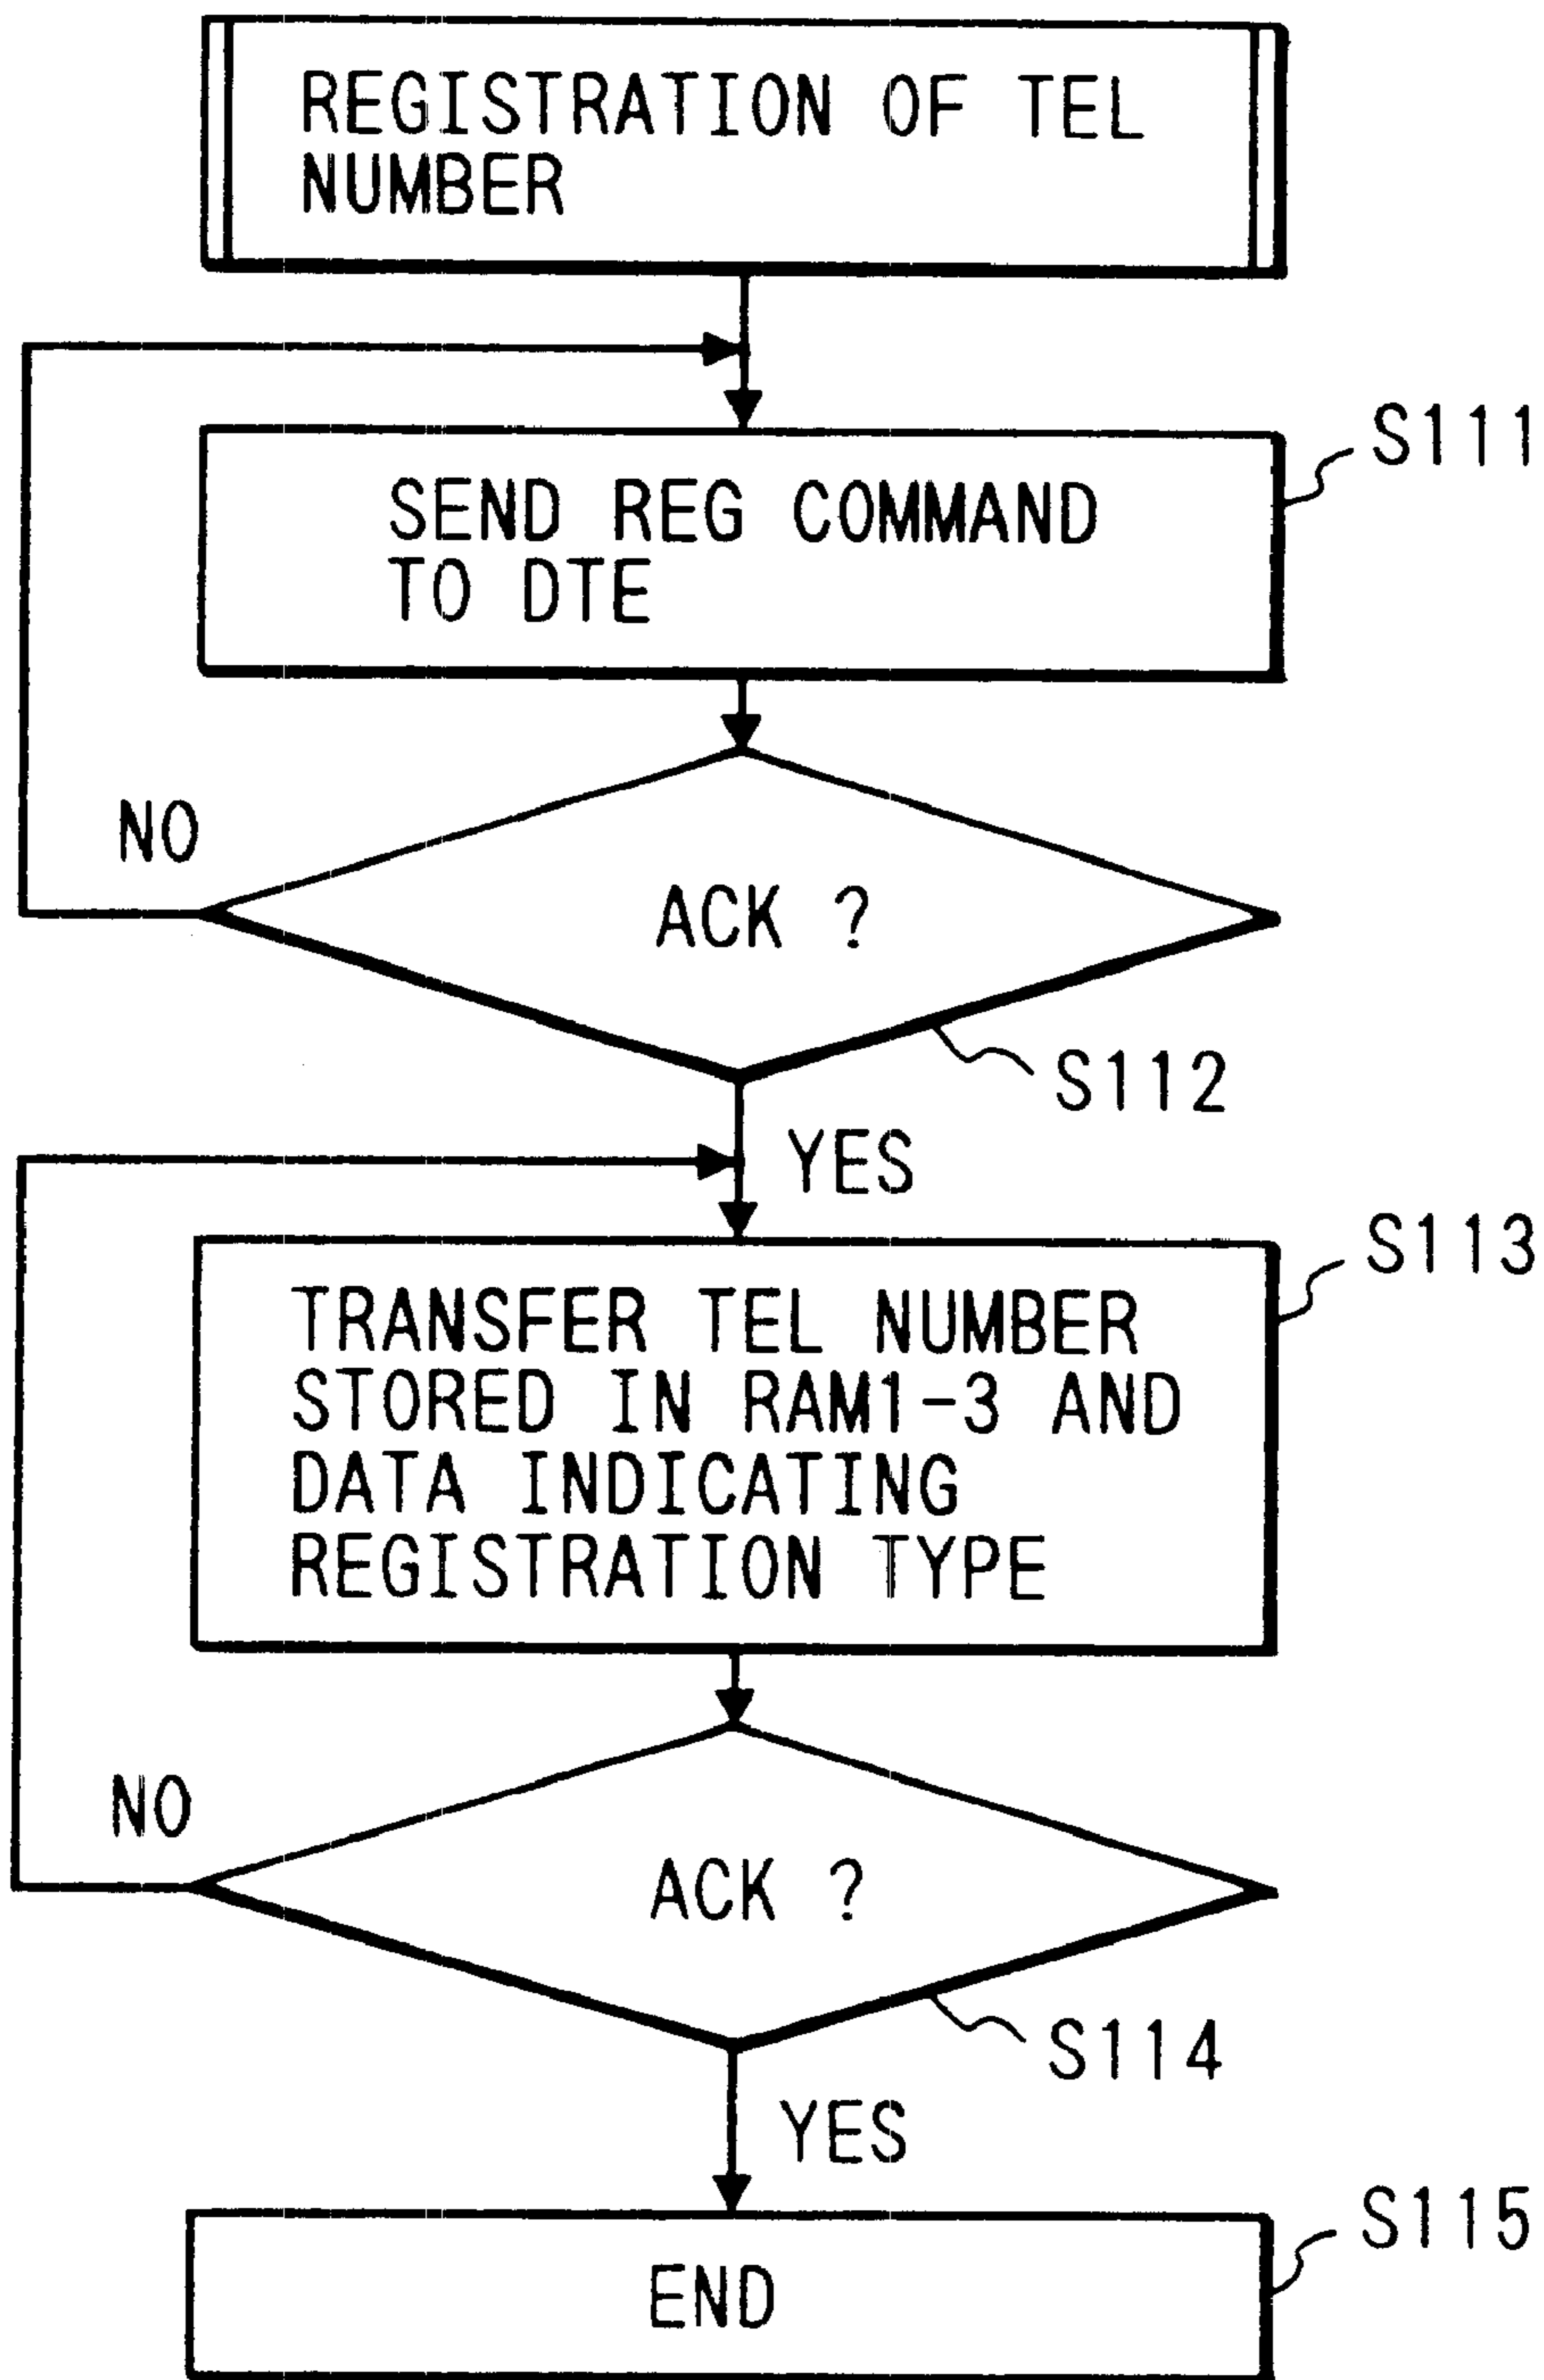 REGISTRATION OF TEL
NUMBER
S111
SEND REG COMMAND
TO DTE
NO
ACK ?
S112
YES
S113
TRANSFER TEL NUMBER
STORED IN RAM1-3 AND
DATA INDICATING
REGISTRATION TYPE
NO
ACK ?
S114
YES
S115
END